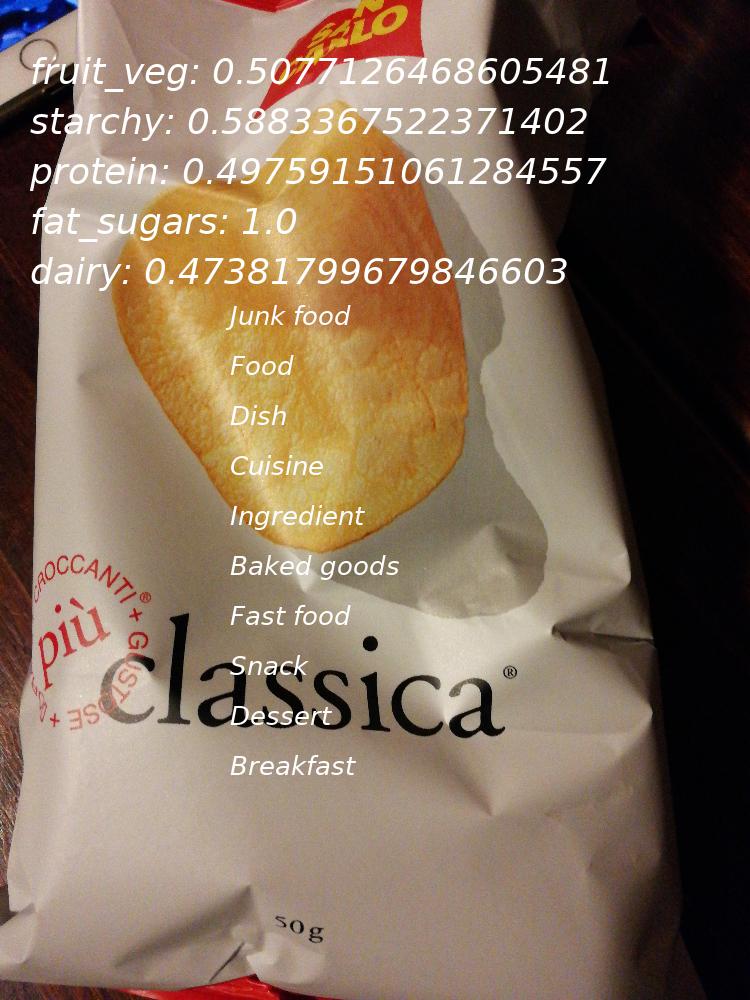 SAN
CARLO
fruit_veg: 0.5077126468605481
starchy: 0.5883367522371402
protein: 0.49759151061284557
fat_sugars: 1.0
dairy: 0.47381799679846603
Junk food
Food
Dish
Cuisine
Ingredient
Baked goods
Fast food
Snack
Dessert
Breakfast
CROCCANTI® + GUSTOSE +
più
classica®
50g